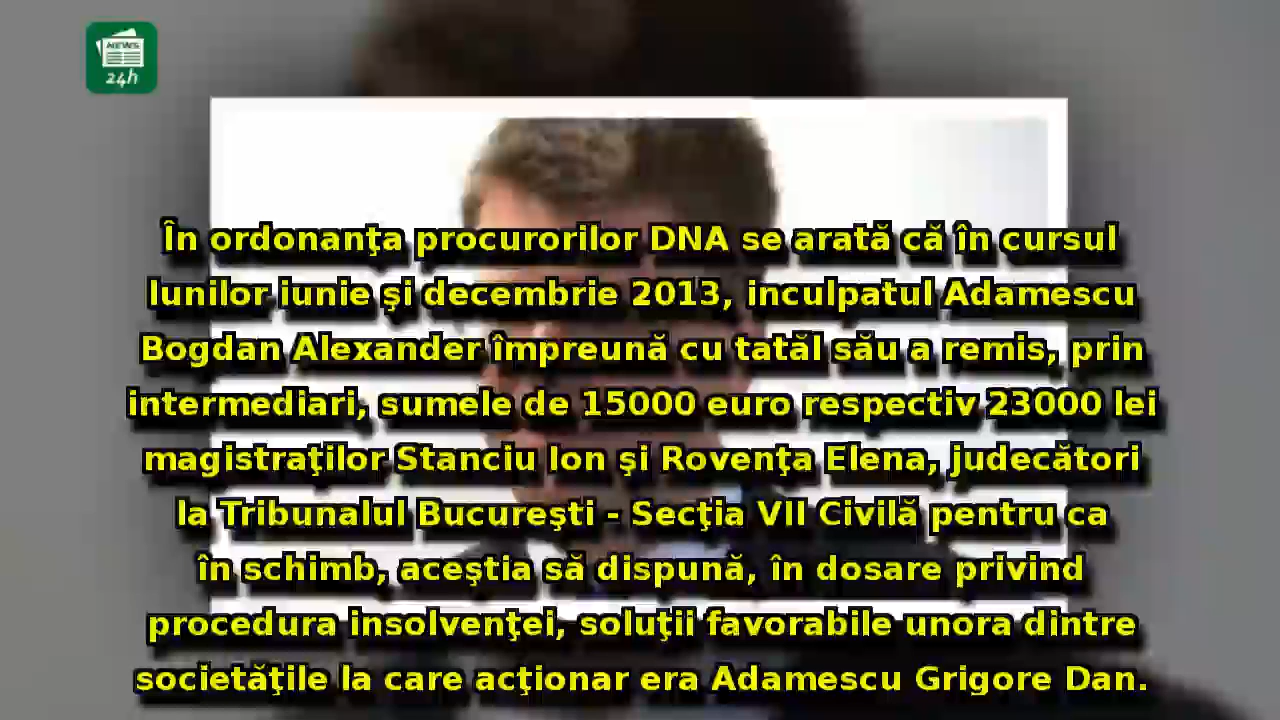 NEWS
24h
În ordonanţa procurorilor DNA se arată că în cursul
lunilor iunie şi decembrie 2013, inculpatul Adamescu
Bogdan Alexander împreună cu tatăl său a remis, prin
intermediari, sumele de 15000 euro respectiv 23000 lei
magistraţilor Stanciu Ion şi Rovenţa Elena, judecători
la Tribunalul Bucureşti - Secţia VII Civilă pentru ca
în schimb, aceştia să dispună, în dosare privind
procedura insolvenţei, soluţii favorabile unora dintre
societăţile la care acţionar era Adamescu Grigore Dan.